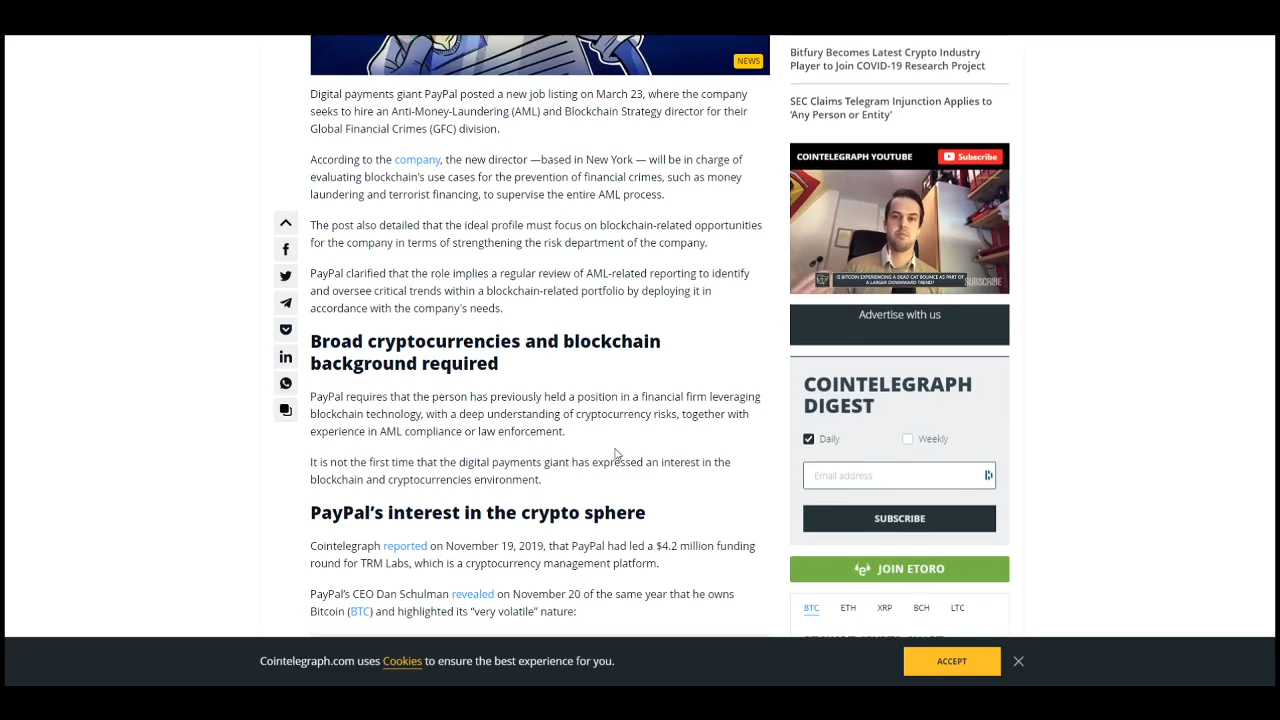 NEWS
Digital payments giant PayPal posted a new job listing on March 23, where the company
seeks to hire an Anti-Money-Laundering (AML) and Blockchain Strategy director for their
Global Financial Crimes (GFC) division.
According to the company, the new director —based in New York — will be in charge of
evaluating blockchain's use cases for the prevention of financial crimes, such as money
laundering and terrorist financing, to supervise the entire AML process.
The post also detailed that the ideal profile must focus on blockchain-related opportunities
for the company in terms of strengthening the risk department of the company.
PayPal clarified that the role implies a regular review of AML-related reporting to identify
and oversee critical trends within a blockchain-related portfolio by deploying it in
accordance with the company's needs.
Broad cryptocurrencies and blockchain
background required
PayPal requires that the person has previously held a position in a financial firm leveraging
blockchain technology, with a deep understanding of cryptocurrency risks, together with
experience in AML compliance or law enforcement.
It is not the first time that the digital payments giant has expressed an interest in the
blockchain and cryptocurrencies environment.
PayPal’s interest in the crypto sphere
Cointelegraph reported on November 19, 2019, that PayPal had led a $4.2 million funding
round for TRM Labs, which is a cryptocurrency management platform.
PayPal’s CEO Dan Schulman revealed on November 20 of the same year that he owns
Bitcoin (BTC) and highlighted its “very volatile” nature:
Bitfury Becomes Latest Crypto Industry
Player to Join COVID-19 Research Project
SEC Claims Telegram Injunction Applies to
‘Any Person or Entity’
COINTELEGRAPH YOUTUBE
Subscribe
IS BITCOIN EXPERIENCING A DEAD CAT BOUNCE AS PART OF
A LARGER DOWNWARD TREND?
SUBSCRIBE
Advertise with us
COINTELEGRAPH
DIGEST
Daily
Weekly
Email address
SUBSCRIBE
JOIN ETORO
BTC ETH XRP BCH LTC
Cointelegraph.com uses Cookies to ensure the best experience for you.
ACCEPT